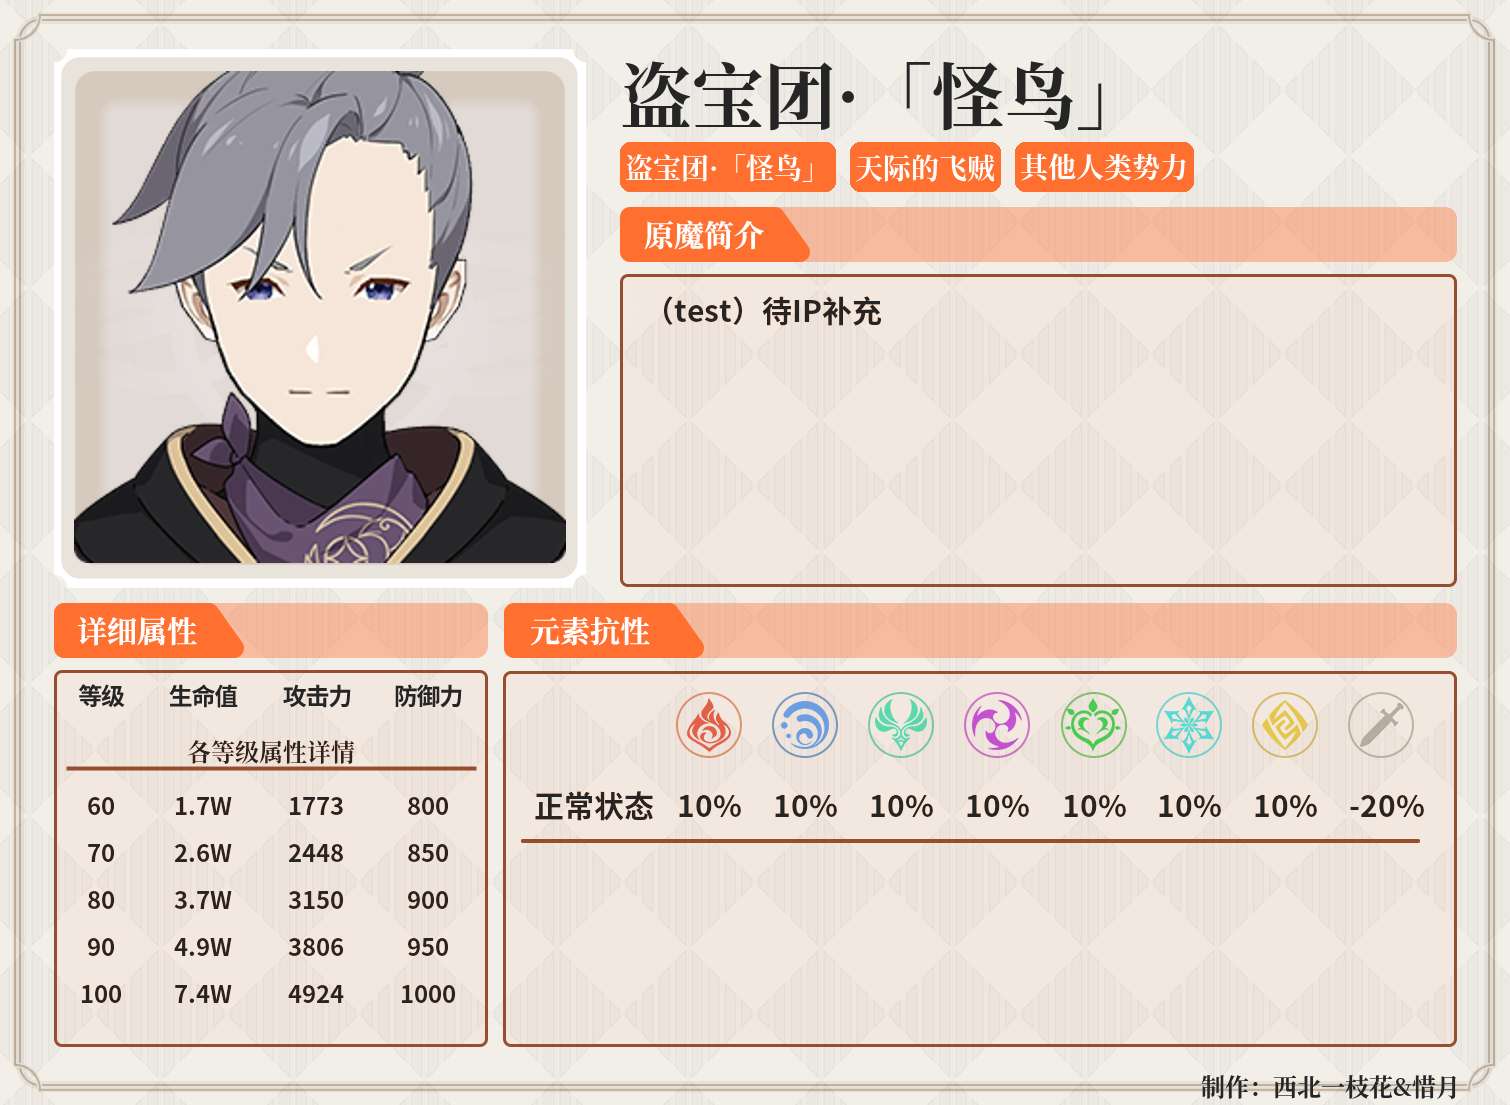 盗宝团·「怪鸟」
盗宝团·「怪鸟」 天际的飞贼 其他人类势力
原魔简介
（test）待IP补充
详细属性
等级 生命值 攻击力 防御力
各等级属性详情
60 1.7W 1773 800
70 2.6W 2448 850
80 3.7W 3150 900
90 4.9W 3806 950
100 7.4W 4924 1000
元素抗性
正常状态 10% 10% 10% 10% 10% 10% 10% -20%
制作：西北一枝花&惜月